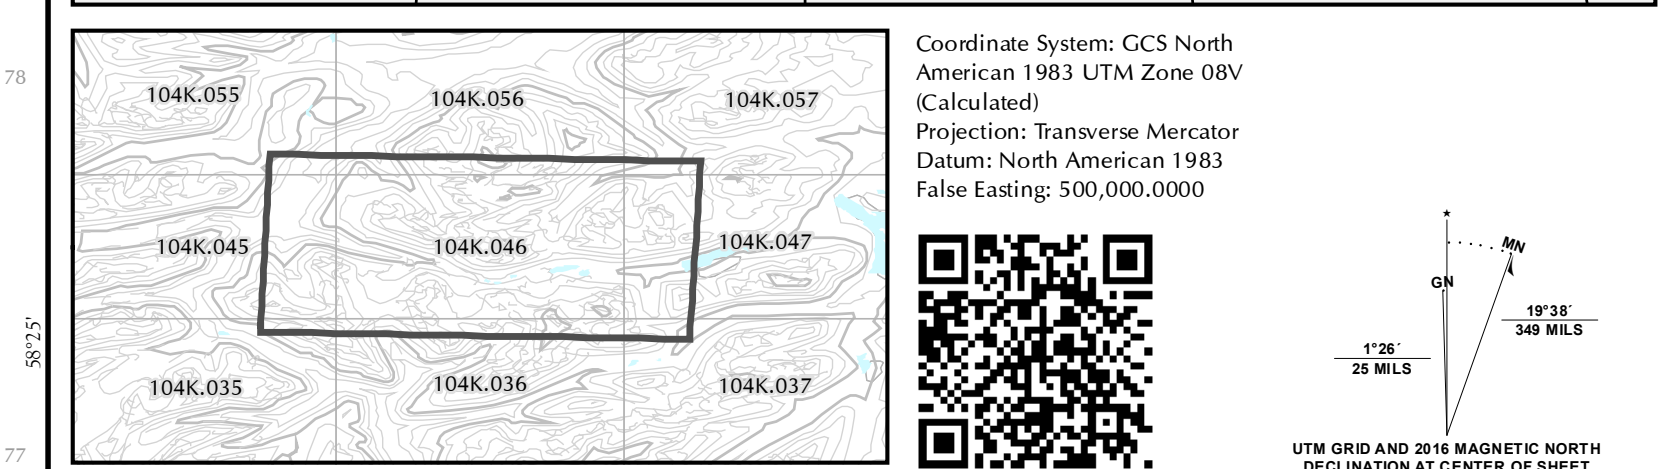 78
104K.055
104K.056
104K.057
104K.045
104K.046
104K.047
58°25'
104K.035
104K.036
104K.037
77
Coordinate System: GCS North
American 1983 UTM Zone 08V
(Calculated)
Projection: Transverse Mercator
Datum: North American 1983
False Easting: 500,000.0000
MN
GN
19°38´
349 MILS
1°26´
25 MILS
UTM GRID AND 2016 MAGNETIC NORTH
DECLINATION AT CENTER OF SHEET